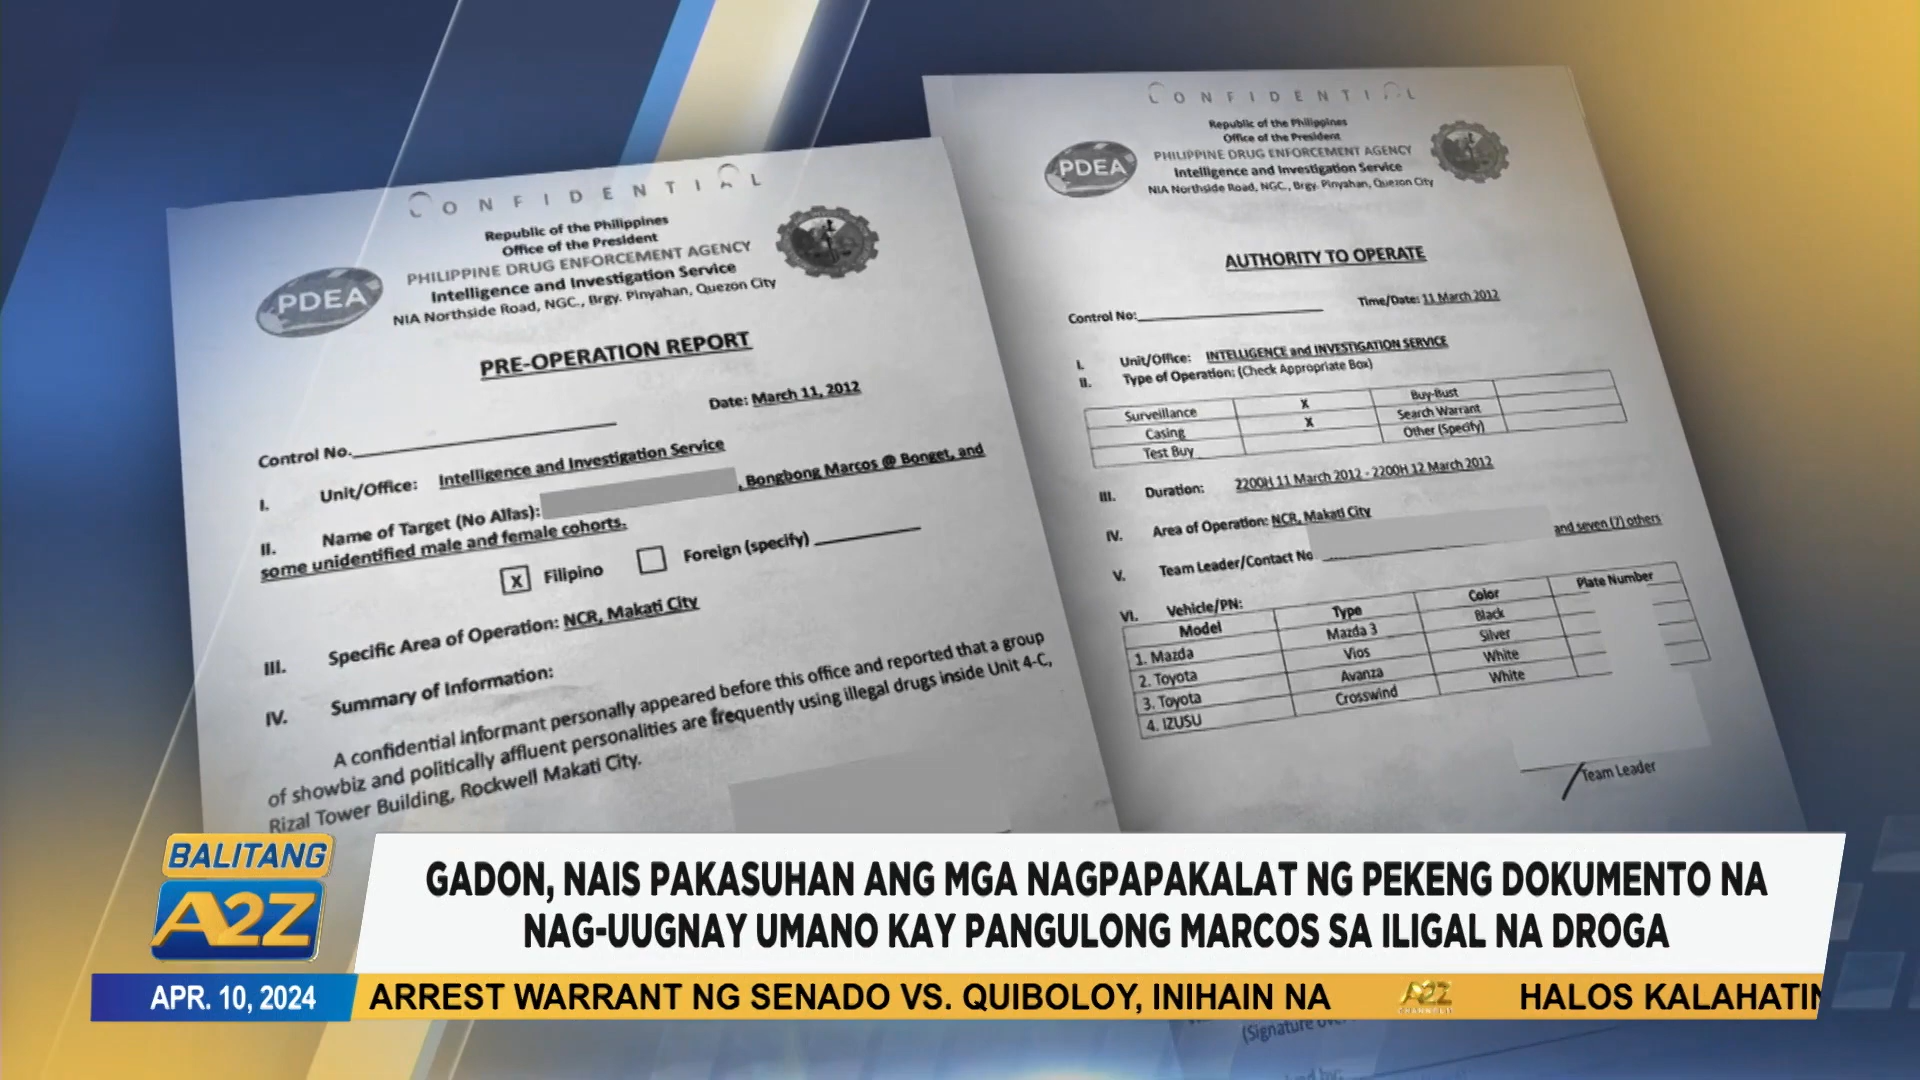 CONFIDENTIAL
Republic of the Philippines
Office of the President
PHILIPPINE DRUG ENFORCEMENT AGENCY
Intelligence and Investigation Service
NIA Northside Road, NGC., Brgy. Pinyahan, Quezon City
PDEA
PRE-OPERATION REPORT
Date: March 11, 2012
Control No.
I. Unit/Office: Intelligence and Investigation Service
II. Name of Target (No Alias): , Bongbong Marcos @ Bonget, and
some unidentified male and female cohorts.
x Filipino Foreign (specify)
III. Specific Area of Operation: NCR, Makati City
IV. Summary of Information:
A confidential informant personally appeared before this office and reported that a group
of showbiz and politically affluent personalities are frequently using illegal drugs inside Unit 4-C,
Rizal Tower Building, Rockwell Makati City.
CONFIDENTIAL
Republic of the Philippines
Office of the President
PHILIPPINE DRUG ENFORCEMENT AGENCY
Intelligence and Investigation Service
NIA Northside Road, NGC., Brgy. Pinyahan, Quezon City
PDEA
AUTHORITY TO OPERATE
Control No: Time/Date: 11 March 2012
I. Unit/Office: INTELLIGENCE and INVESTIGATION SERVICE
II. Type of Operation: (Check Appropriate Box)
Surveillance x Buy-Bust
Casing x Search Warrant
Test Buy Other (Specify)
III. Duration: 2200H 11 March 2012 - 2200H 12 March 2012
IV. Area of Operation: NCR, Makati City
V. Team Leader/Contact No and seven (7) others
VI. Vehicle/PN:
Model Type Color Plate Number
1. Mazda Mazda 3 Black
2. Toyota Vios Silver
3. Toyota Avanza White
4. IZUSU Crosswind White
Team Leader
BALITANG
A2Z
GADON, NAIS PAKASUHAN ANG MGA NAGPAPAKALAT NG PEKENG DOKUMENTO NA
NAG-UUGNAY UMANO KAY PANGULONG MARCOS SA ILIGAL NA DROGA
APR. 10, 2024 ARREST WARRANT NG SENADO VS. QUIBOLOY, INIHAIN NA A2Z CHANNEL 11 HALOS KALAHATIN
(Signature